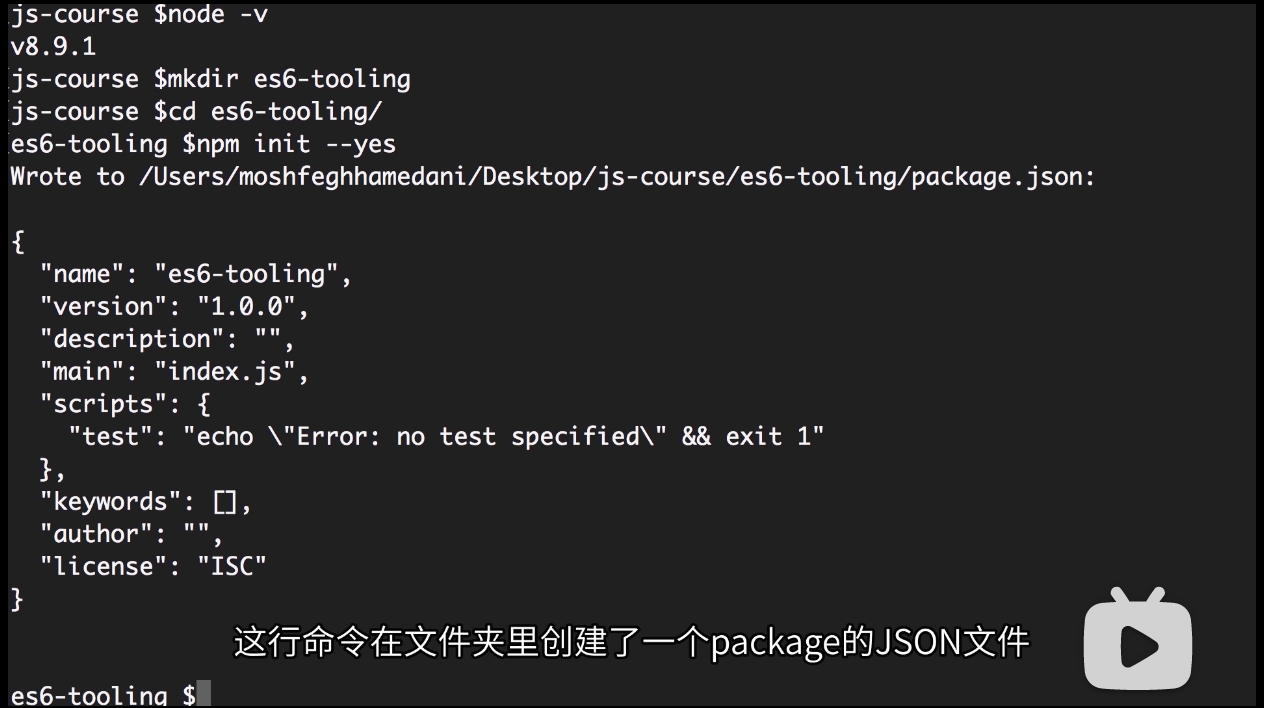 js-course $node -v
v8.9.1
js-course $mkdir es6-tooling
js-course $cd es6-tooling/
es6-tooling $npm init --yes
Wrote to /Users/moshfeghhamedani/Desktop/js-course/es6-tooling/package.json:
{
  "name": "es6-tooling",
  "version": "1.0.0",
  "description": "",
  "main": "index.js",
  "scripts": {
    "test": "echo \"Error: no test specified\" && exit 1"
  },
  "keywords": [],
  "author": "",
  "license": "ISC"
}
这行命令在文件夹里创建了一个package的JSON文件
es6-tooling $